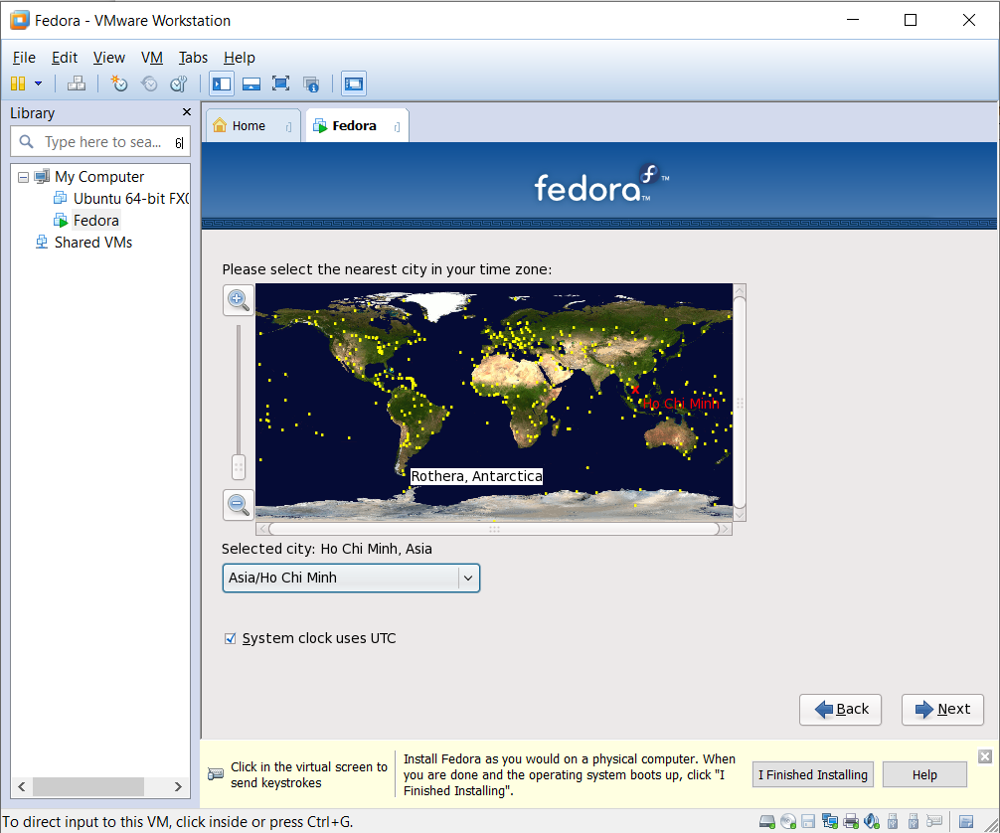 Fedora - VMware Workstation
File Edit View VM Tabs Help
Library
Type here to sea...
My Computer
Ubuntu 64-bit FX
Fedora
Shared VMs
Home
Fedora
fedora™
Please select the nearest city in your time zone:
Ho Chi Minh
Rothera, Antarctica
Selected city: Ho Chi Minh, Asia
Asia/Ho Chi Minh
System clock uses UTC
Back
Next
Click in the virtual screen to
send keystrokes
Install Fedora as you would on a physical computer. When
you are done and the operating system boots up, click "I
Finished Installing".
I Finished Installing
Help
To direct input to this VM, click inside or press Ctrl+G.